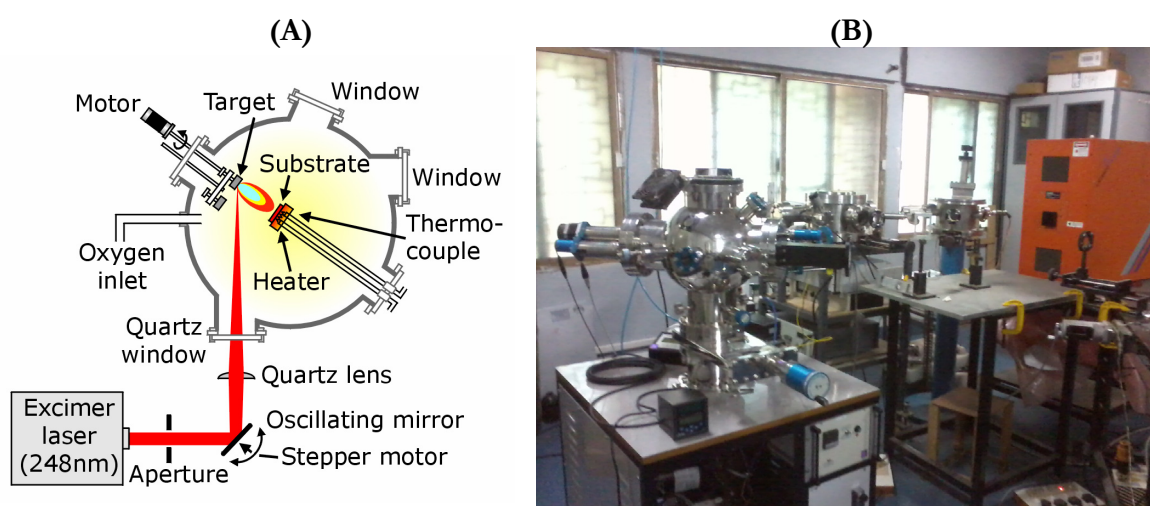 (A)
(B)
Motor
Target
Window
Substrate
Window
Thermo-
couple
Oxygen
inlet
Heater
Quartz
window
Quartz lens
Excimer
laser
(248nm)
Aperture
Oscillating mirror
Stepper motor